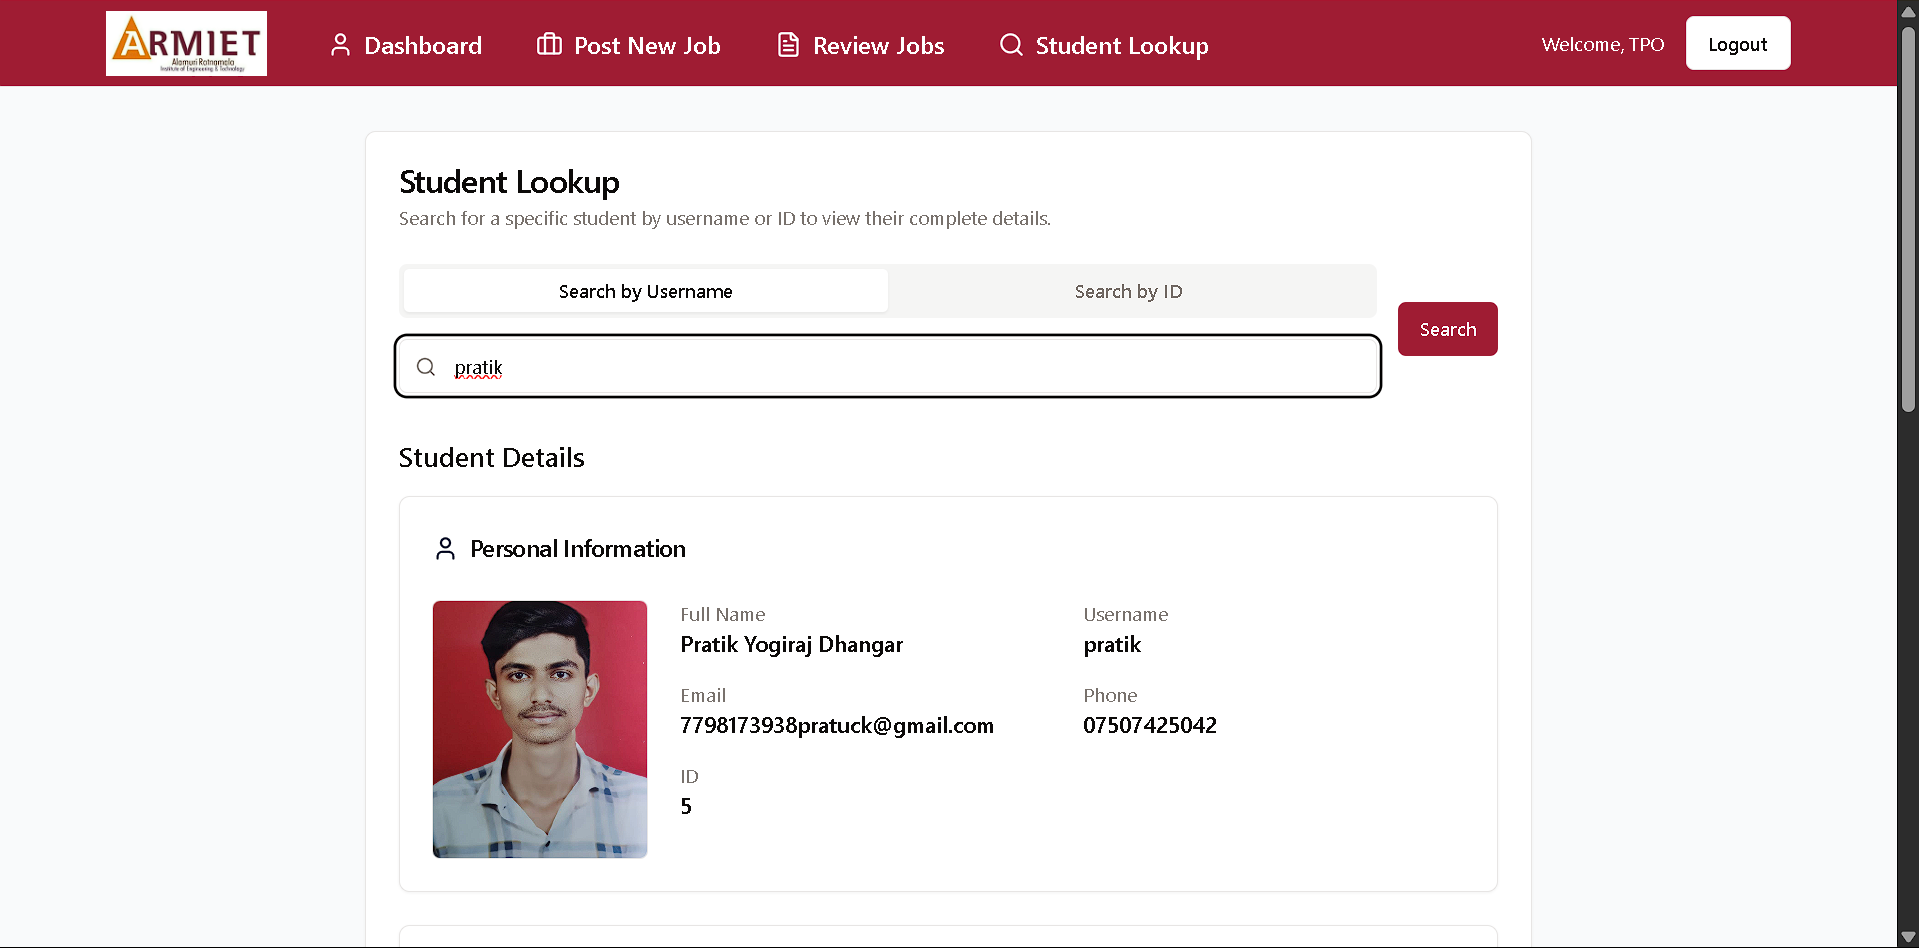 ARMIET
Alamuri Ratnamala
Institute of Engineering & Technology
Dashboard
Post New Job
Review Jobs
Student Lookup
Welcome, TPO
Logout
Student Lookup
Search for a specific student by username or ID to view their complete details.
Search by Username
Search by ID
Search
pratik
Student Details
Personal Information
Full Name
Pratik Yogiraj Dhangar
Username
pratik
Email
7798173938pratuck@gmail.com
Phone
07507425042
ID
5